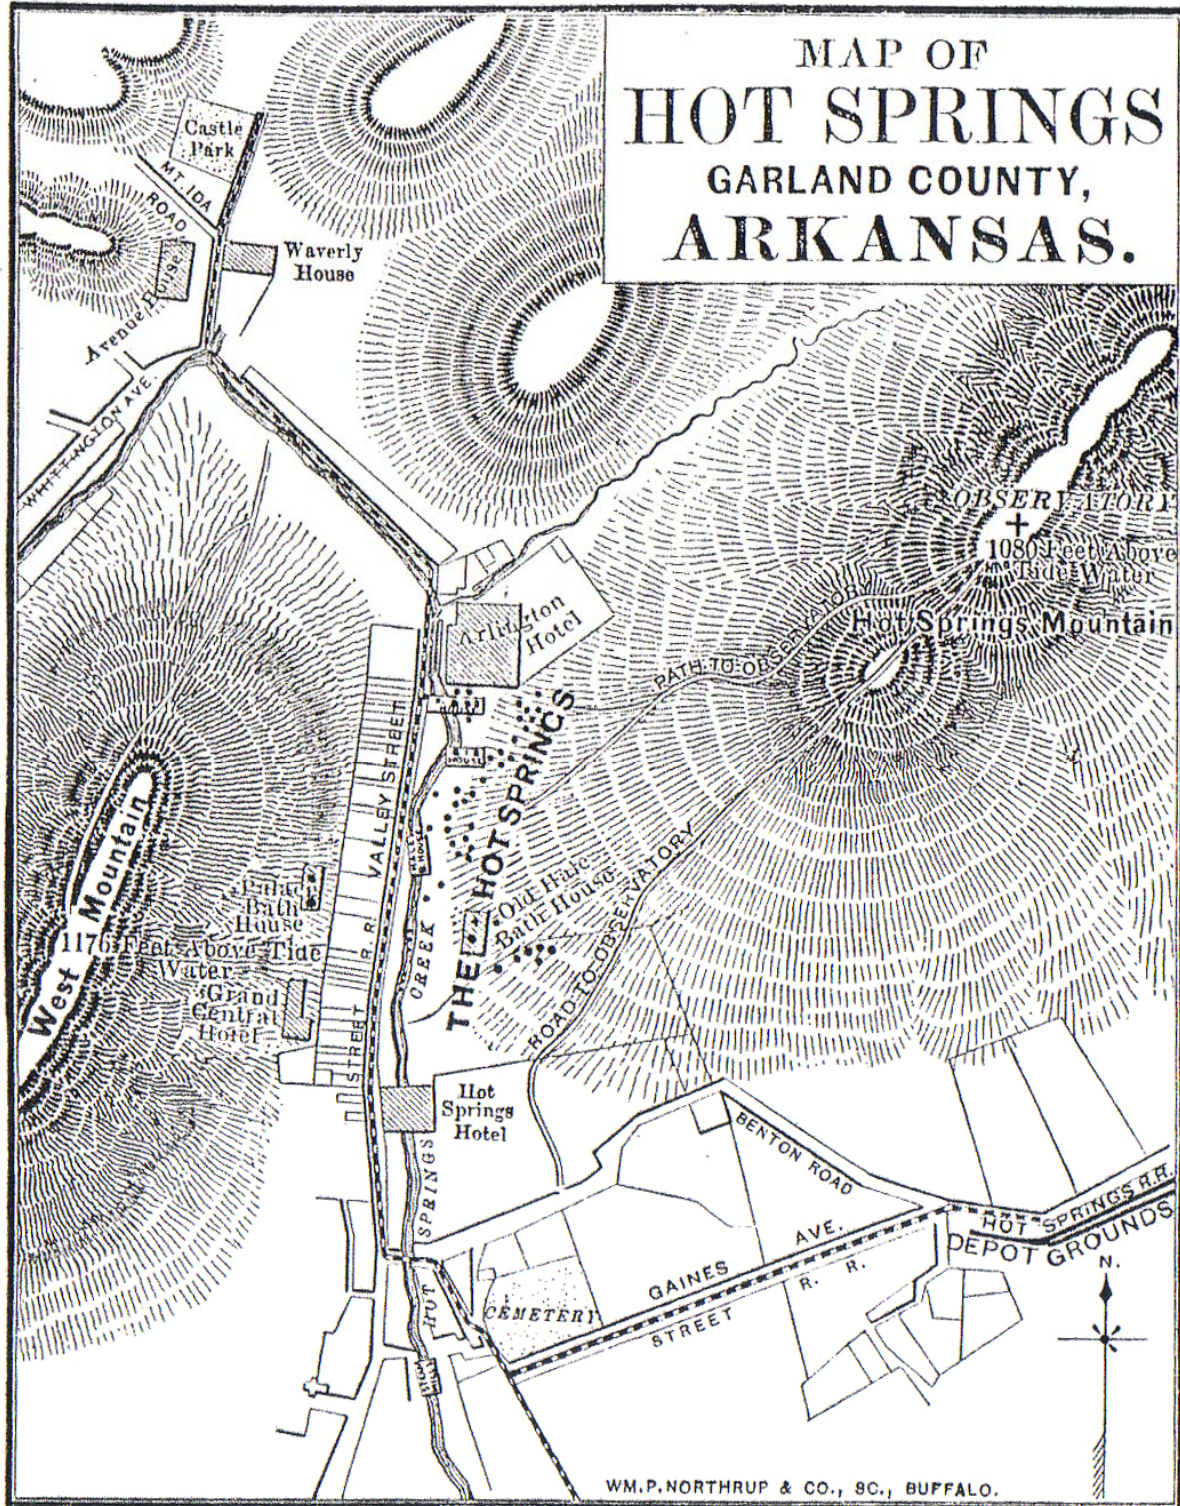 MAP OF
HOT SPRINGS
GARLAND COUNTY,
ARKANSAS.
Castle
Park
MT. IDA
ROAD
Waverly
House
Avenue House
WHITTINGTON AVE.
OBSERVATORY
1080 Feet Above
Tide Water
Hot Springs Mountain
PATH TO OBSERVATORY
Arlington
Hotel
HOUSE
VALLEY STREET
THE HOT SPRINGS
Old Hale
Bath House
ROAD TO OBSERVATORY
West Mountain
1176 Feet Above Tide
Water
Palac
Bath
House
Grand
Central
Hotel
STREET R. R.
CREEK
Hot
Springs
Hotel
HOT SPRINGS
BENTON ROAD
GAINES AVE.
STREET R. R.
CEMETERY
HOT SPRINGS R.R.
DEPOT GROUNDS
N.
WM. P. NORTHRUP & CO., SC., BUFFALO.